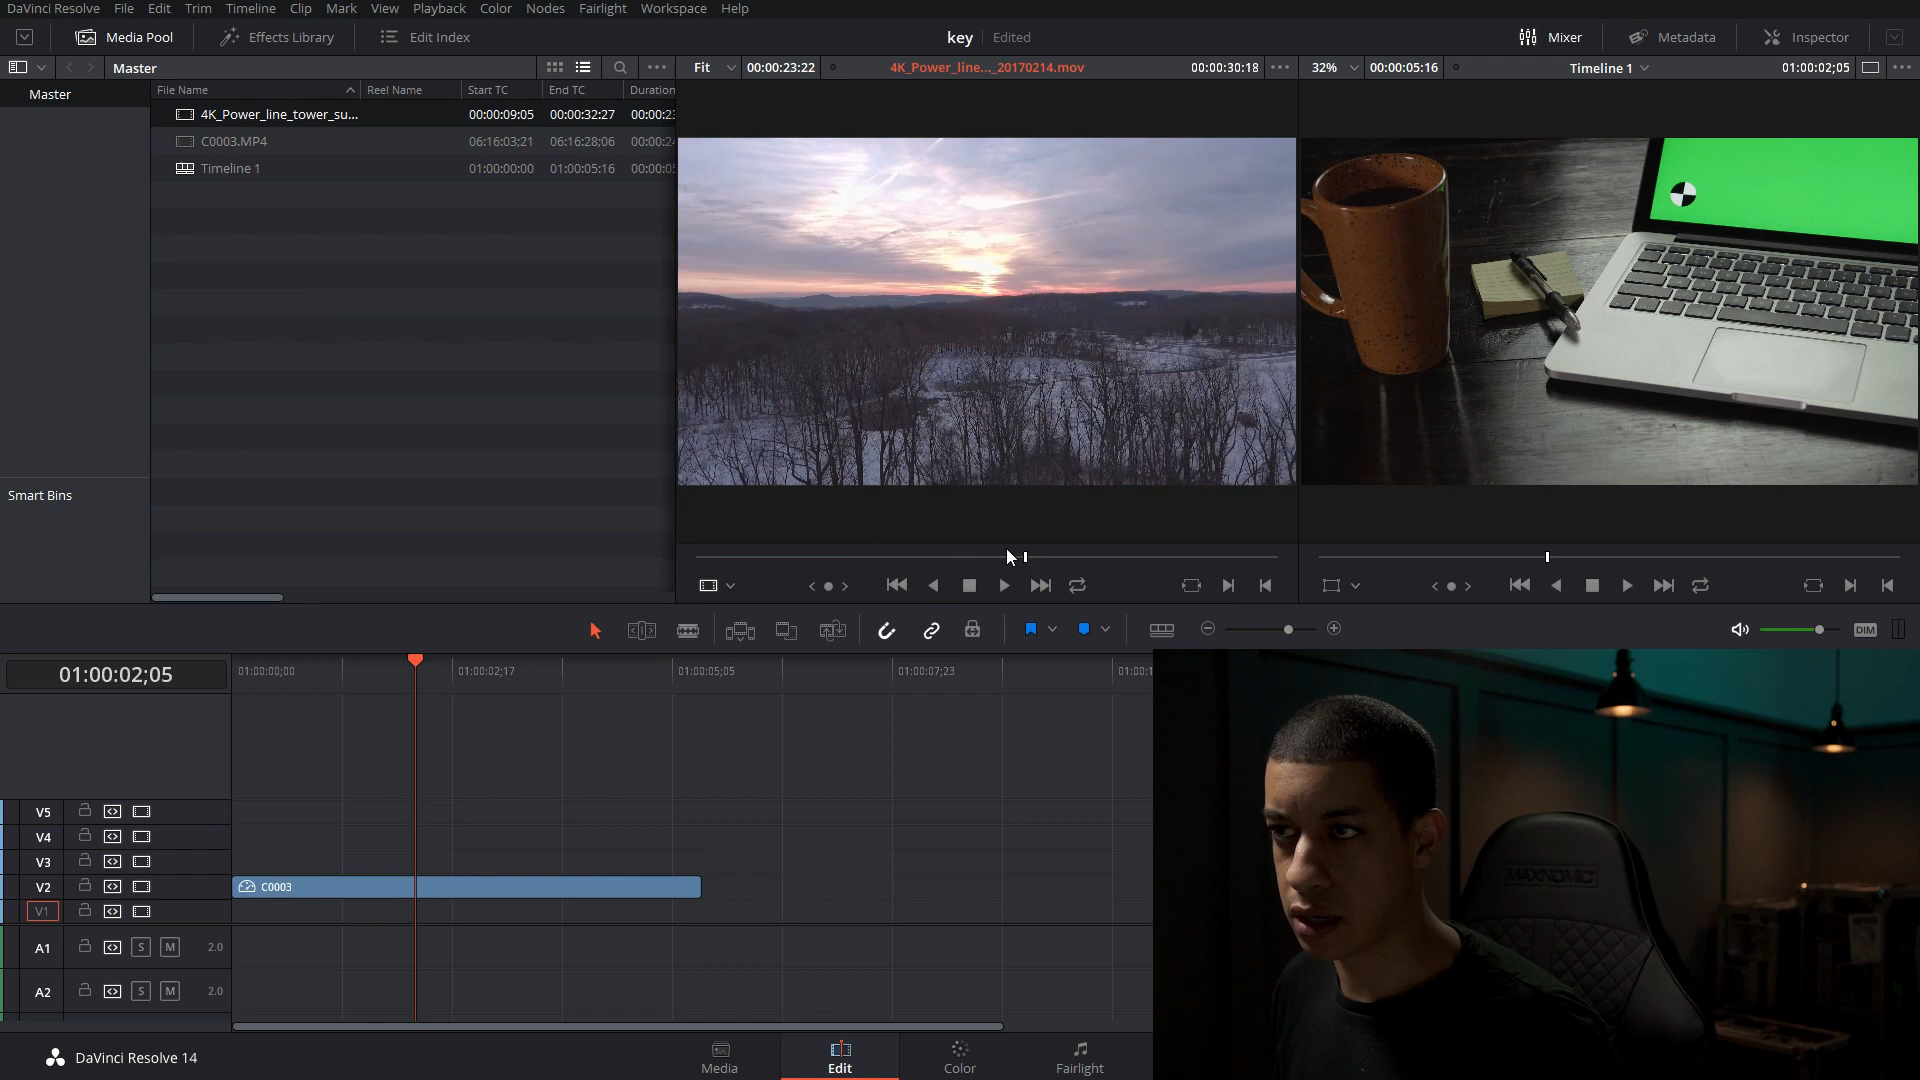 DaVinci Resolve File Edit Trim Timeline Clip Mark View Playback Color Nodes Fairlight Workspace Help
Media Pool Effects Library Edit Index key Edited Mixer Metadata Inspector
Master Fit 00:00:23:22 4K_Power_line..._20170214.mov 00:00:30:18 32% 00:00:05:16 Timeline 1 01:00:02;05
Master File Name Reel Name Start TC End TC Duration
4K_Power_line_tower_su... 00:00:09:05 00:00:32:27 00:00:23
C0003.MP4 06:16:03;21 06:16:28;06 00:00:24
Timeline 1 01:00:00:00 01:00:05:16 00:00:05
Smart Bins
DIM
01:00:02;05 01:00:00;00 01:00:02;17 01:00:05;05 01:00:07;23 01:00:1
V5
V4
V3
V2 C0003
V1
A1 S M 2.0
A2 S M 2.0
MAXNOMIC
DaVinci Resolve 14 Media Edit Color Fairlight